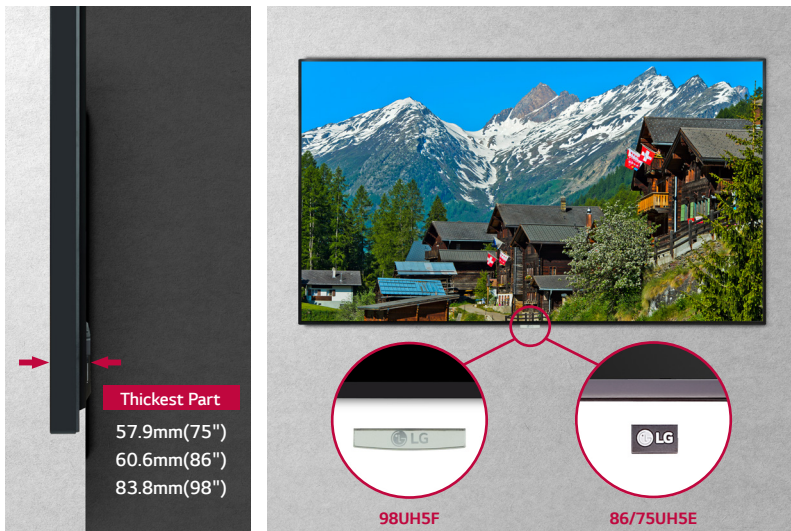 Thickest Part
57.9mm(75")
60.6mm(86")
83.8mm(98")
LG
LG
98UH5F
86/75UH5E